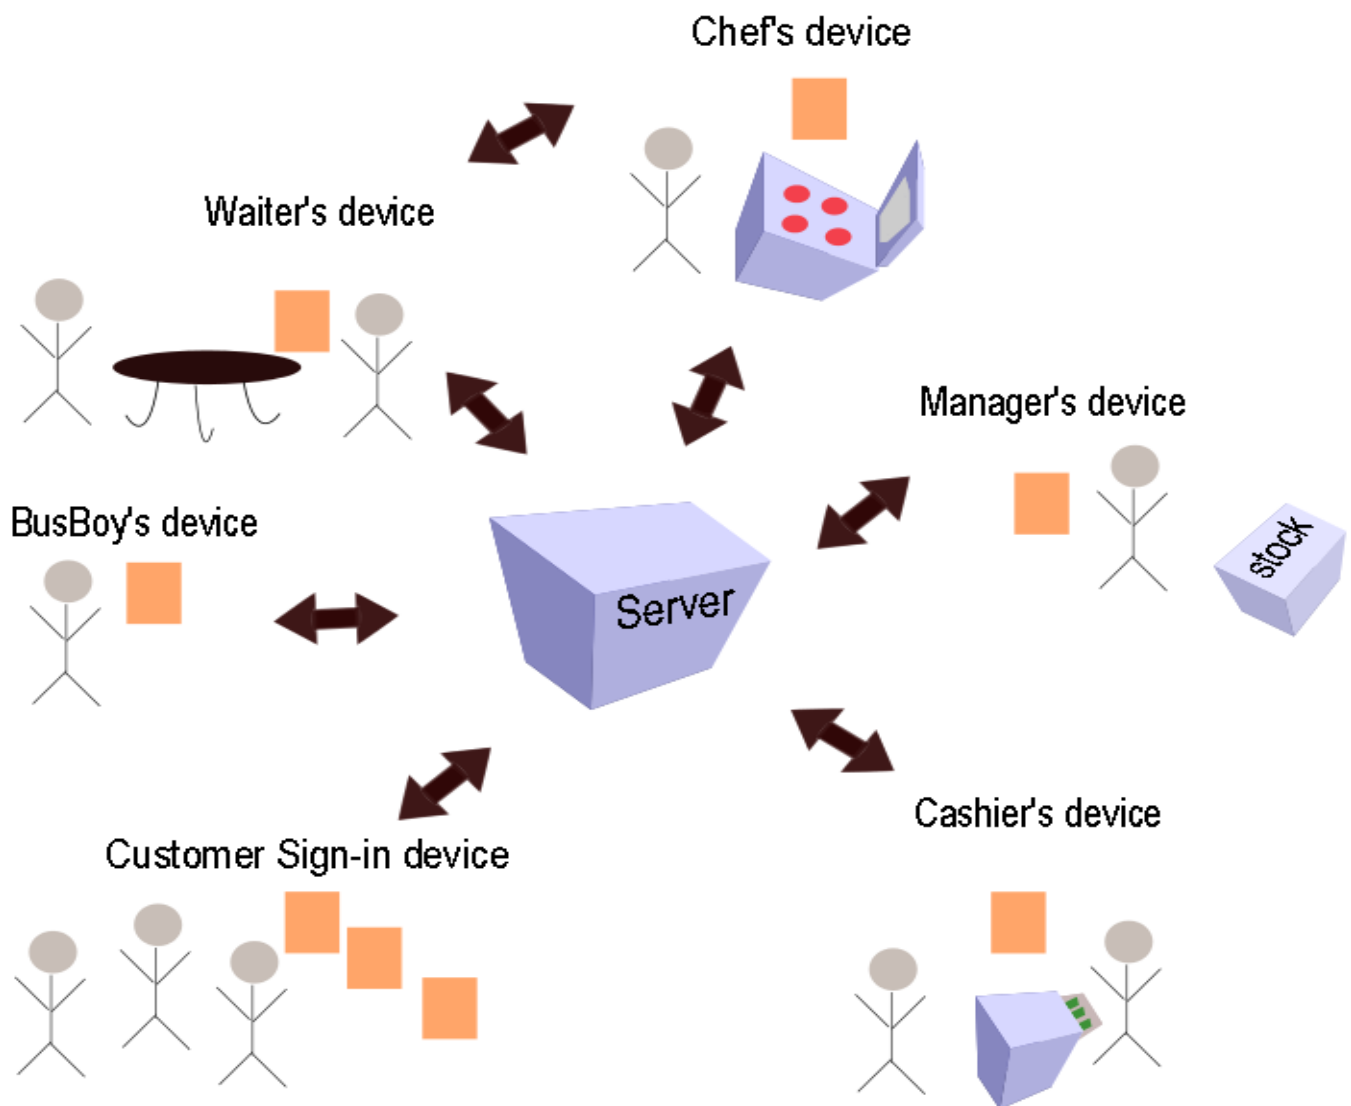 Chef's device
Waiter's device
Manager's device
stock
BusBoy's device
Server
Cashier's device
Customer Sign-in device